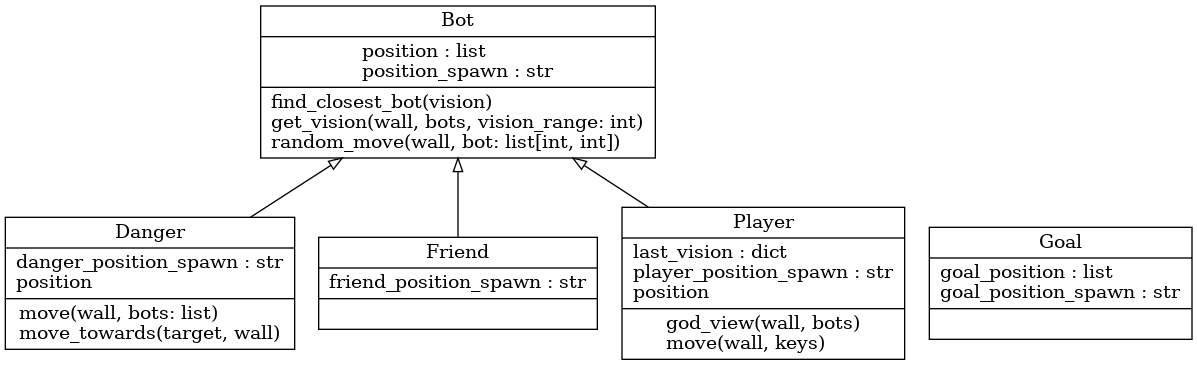 Bot
position : list
position_spawn : str
find_closest_bot(vision)
get_vision(wall, bots, vision_range: int)
random_move(wall, bot: list[int, int])
Danger
danger_position_spawn : str
position
move(wall, bots: list)
move_towards(target, wall)
Friend
friend_position_spawn : str
Player
last_vision : dict
player_position_spawn : str
position
god_view(wall, bots)
move(wall, keys)
Goal
goal_position : list
goal_position_spawn : str